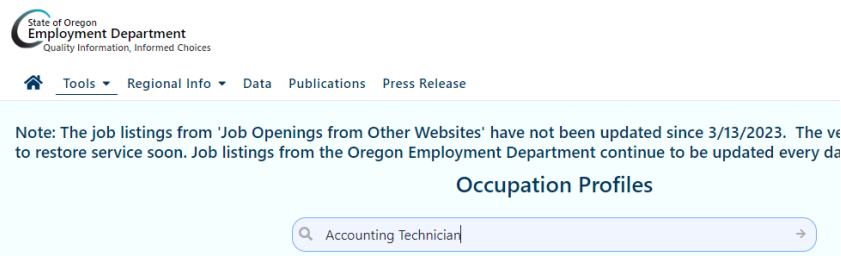 State of Oregon
Employment Department
Quality Information, Informed Choices
Tools Regional Info Data Publications Press Release
Note: The job listings from 'Job Openings from Other Websites' have not been updated since 3/13/2023. The
to restore service soon. Job listings from the Oregon Employment Department continue to be updated every
Occupation Profiles
Accounting Technician